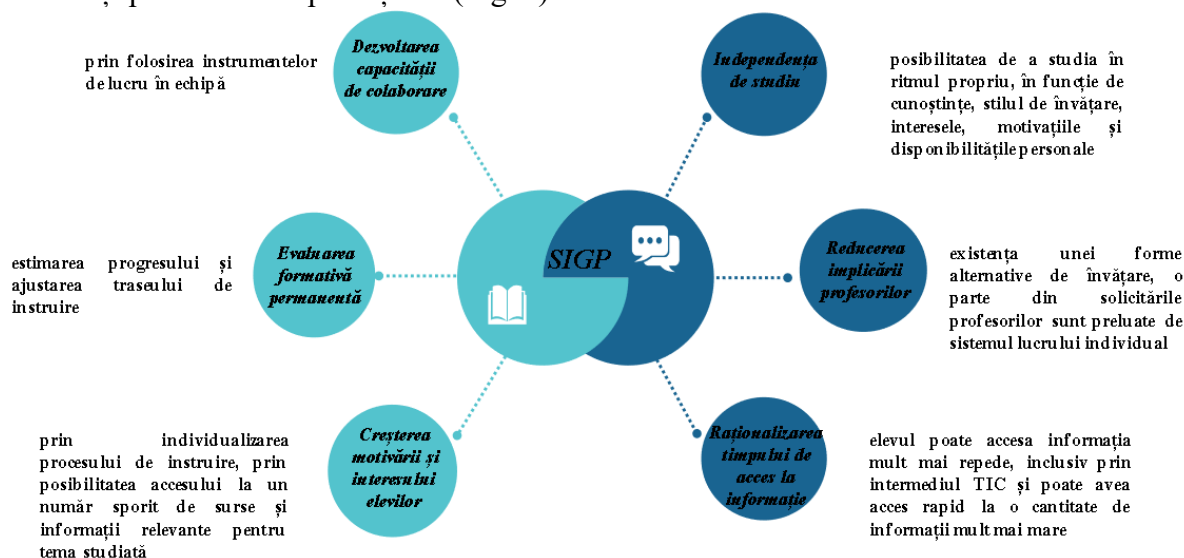 Dezvoltarea
capacității
de colaborare
prin folosirea instrumentelor
de lucru în echipă
Independența
de studiu
posibilitatea de a studia în
ritmul propriu, în funcție de
cunoștințe, stilul de învățare,
interesele, motivațiile și
disponibilitățile personale
Evaluarea
formativă
permanentă
estimarea progresului și
ajustarea traseului de
instruire
SIGP
Reducerea
implicării
profesorilor
existența unei forme
alternative de învățare, o
parte din solicitările
profesorilor sunt preluate de
sistemul lucrului individual
Creșterea
motivării și
interesului
elevilor
prin individualizarea
procesului de instruire, prin
posibilitatea accesului la un
număr sporit de surse și
informații relevante pentru
tema studiată
Raționalizarea
timpului de
acces la
informație
elevul poate accesa informația
mult mai repede, inclusiv prin
intermediul TIC și poate avea
acces rapid la o cantitate de
informații mult mai mare